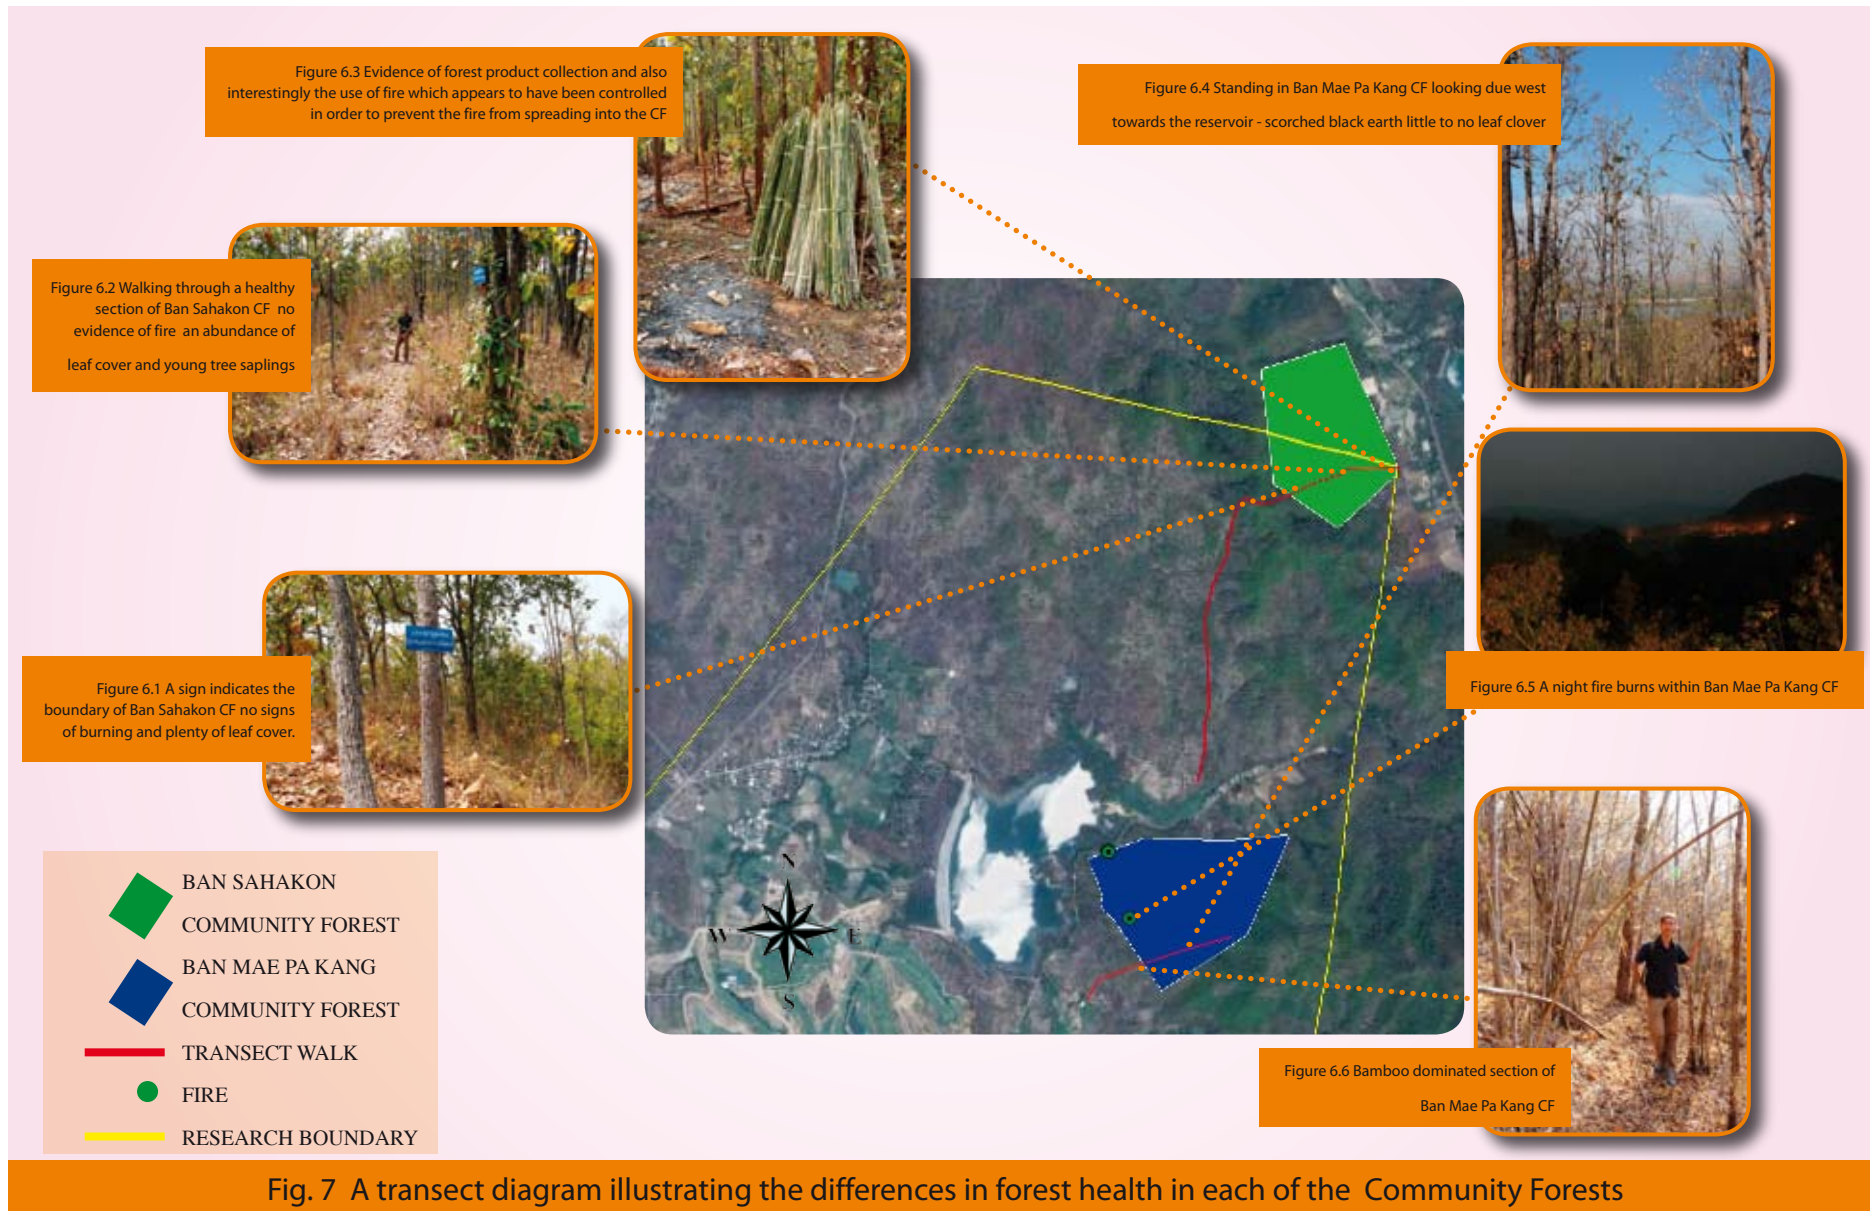 Figure 6.3 Evidence of forest product collection and also
interestingly the use of fire which appears to have been controlled
in order to prevent the fire from spreading into the CF
Figure 6.4 Standing in Ban Mae Pa Kang CF looking due west
towards the reservoir - scorched black earth little to no leaf clover
Figure 6.2 Walking through a healthy
section of Ban Sahakon CF no
evidence of fire an abundance of
leaf cover and young tree saplings
Figure 6.1 A sign indicates the
boundary of Ban Sahakon CF no signs
of burning and plenty of leaf cover.
Figure 6.5 A night fire burns within Ban Mae Pa Kang CF
Figure 6.6 Bamboo dominated section of
Ban Mae Pa Kang CF
N
W
E
S
BAN SAHAKON
COMMUNITY FOREST
BAN MAE PA KANG
COMMUNITY FOREST
TRANSECT WALK
FIRE
RESEARCH BOUNDARY
Fig. 7 A transect diagram illustrating the differences in forest health in each of the Community Forests